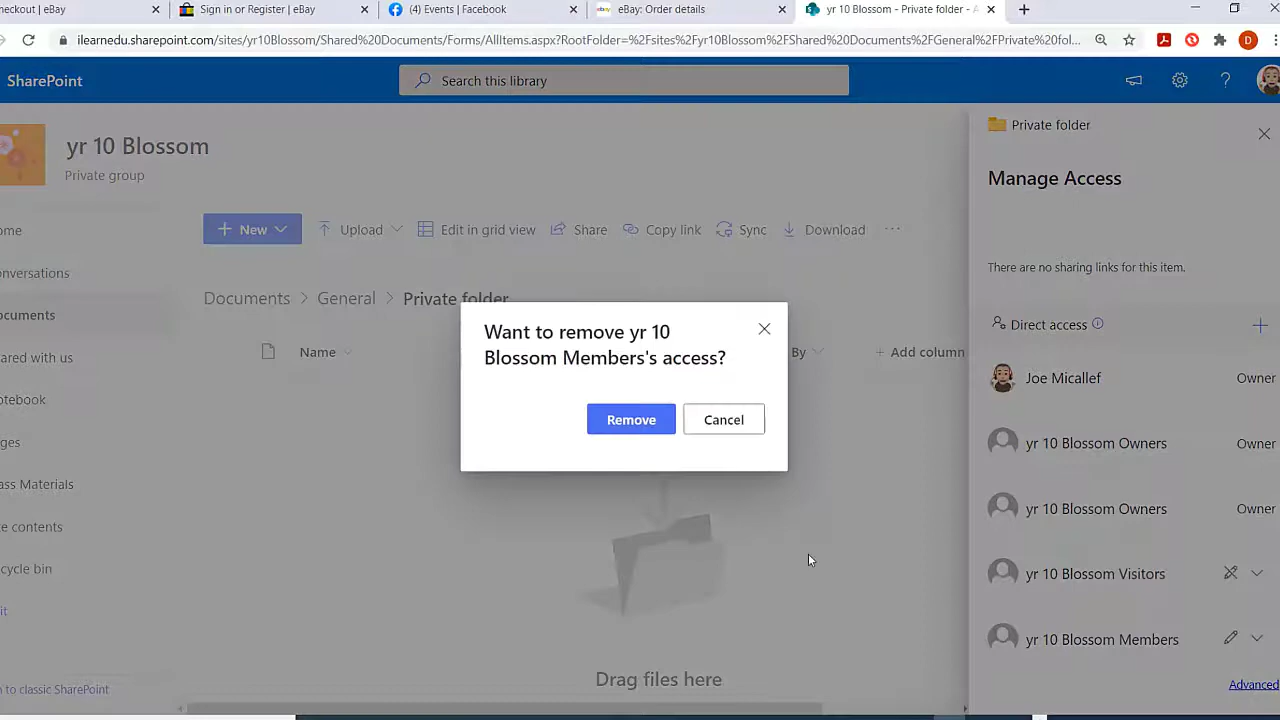 heckout | eBay
Sign in or Register | eBay
(4) Events | Facebook
ebay
eBay: Order details
yr 10 Blossom - Private folder - A
ilearnedu.sharepoint.com/sites/yr10Blossom/Shared%20Documents/Forms/AllItems.aspx?RootFolder=%2Fsites%2Fyr10Blossom%2FShared%20Documents%2FGeneral%2FPrivate%20fol...
D
SharePoint
Search this library
?
yr 10 Blossom
Private group
ome
onversations
ocuments
ared with us
otebook
ges
ass Materials
te contents
cycle bin
it
n to classic SharePoint
New
Upload
Edit in grid view
Share
Copy link
Sync
Download
...
Documents > General > Private folder
Name
By
+ Add column
Want to remove yr 10
Blossom Members's access?
Remove
Cancel
Drag files here
Private folder
Manage Access
There are no sharing links for this item.
Direct access
Joe Micallef
Owner
yr 10 Blossom Owners
Owner
yr 10 Blossom Owners
Owner
yr 10 Blossom Visitors
yr 10 Blossom Members
Advanced